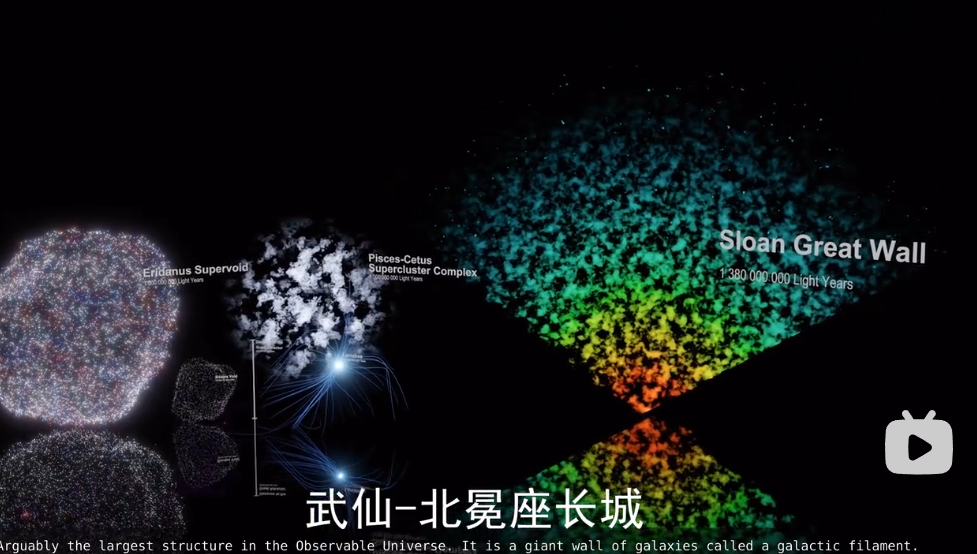 Sloan Great Wall
1 380 000 000 Light Years
Pisces-Cetus
Supercluster Complex
Light Years
Eridanus Supervoid
Light Years
武仙-北冕座长城
Arguably the largest structure in the Observable Universe. It is a giant wall of galaxies called a galactic filament.